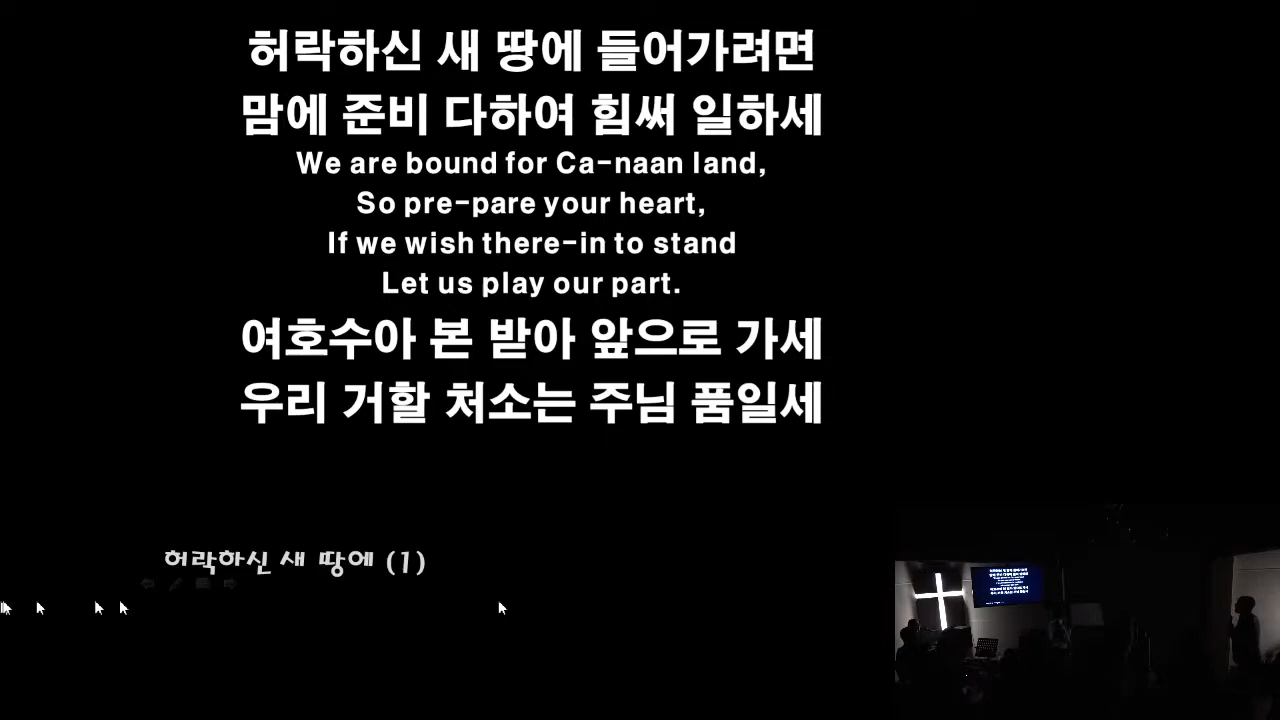 허락하신 새 땅에 들어가려면
맘에 준비 다하여 힘써 일하세
We are bound for Ca-naan land,
So pre-pare your heart,
If we wish there-in to stand
Let us play our part.
여호수아 본 받아 앞으로 가세
우리 거할 처소는 주님 품일세
허락하신 새 땅에 (1)